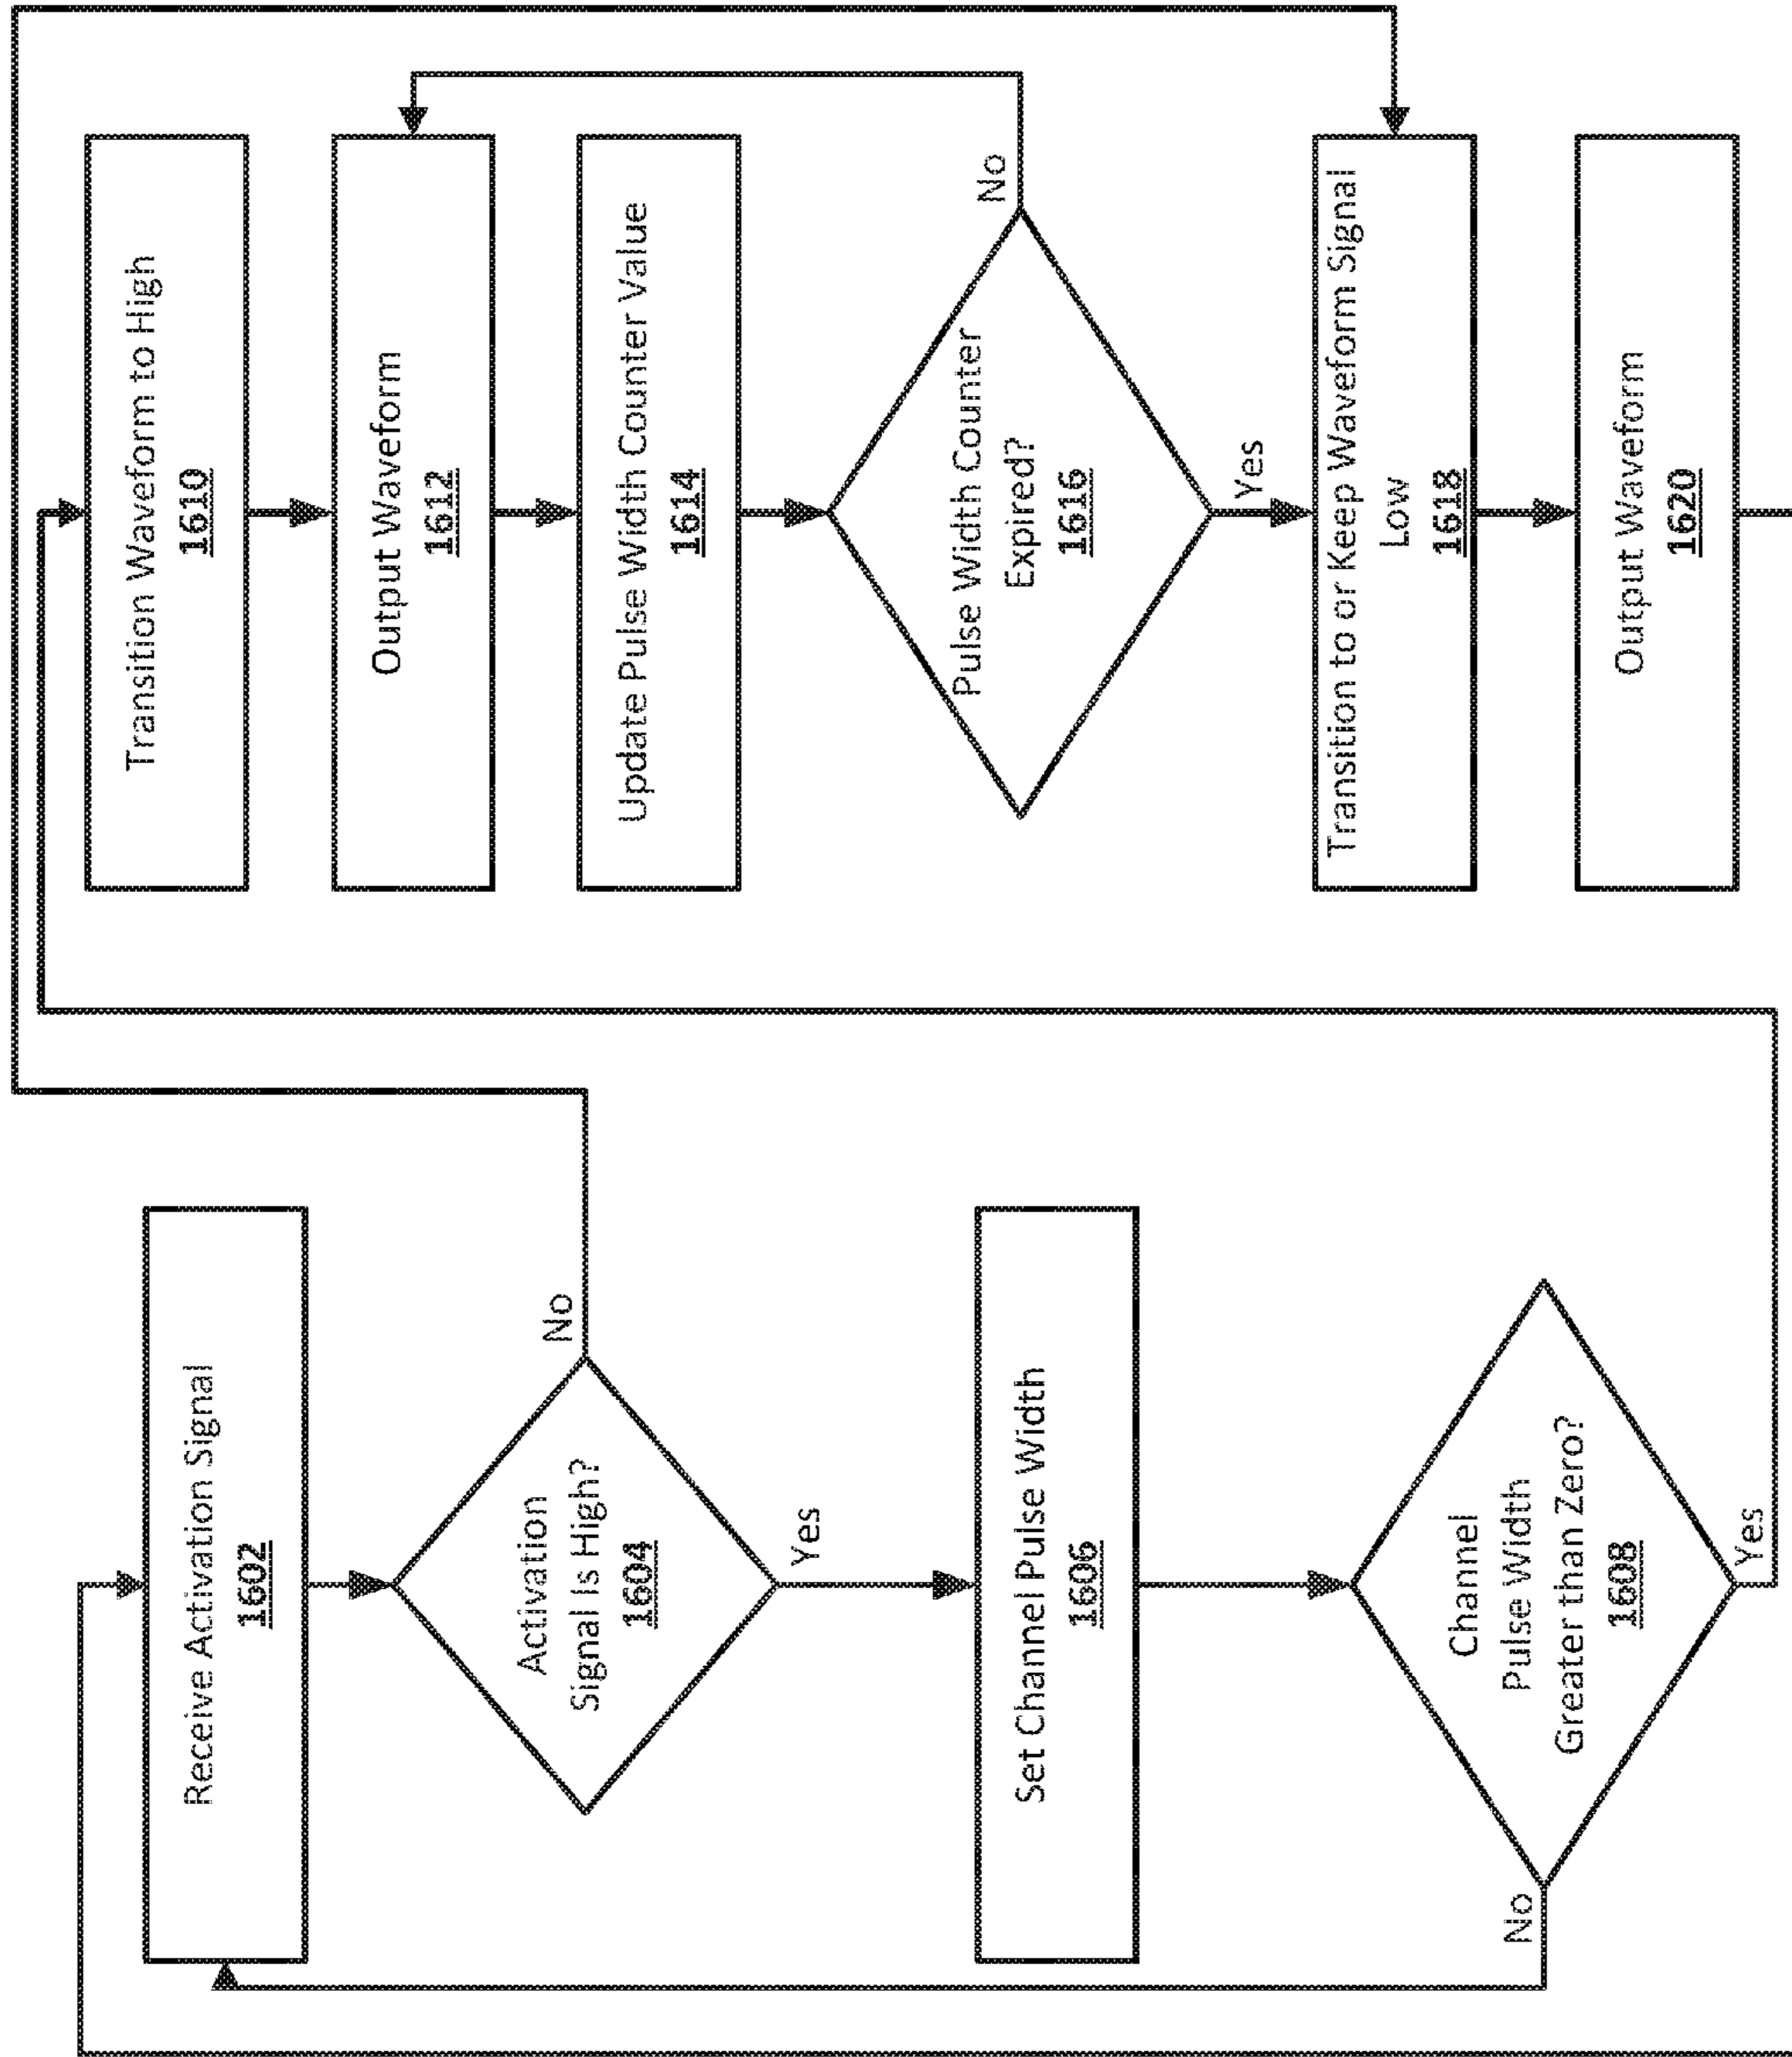 Receive Activation Signal
1602
Activation
Signal Is High?
1604
No
Yes
Set Channel Pulse Width
1606
Channel
Pulse Width
Greater than Zero?
1608
No
Yes
Transition Waveform to High
1610
Output Waveform
1612
Update Pulse Width Counter Value
1614
Pulse Width Counter
Expired?
1616
No
Yes
Transition to or Keep Waveform Signal
Low
1618
Output Waveform
1620